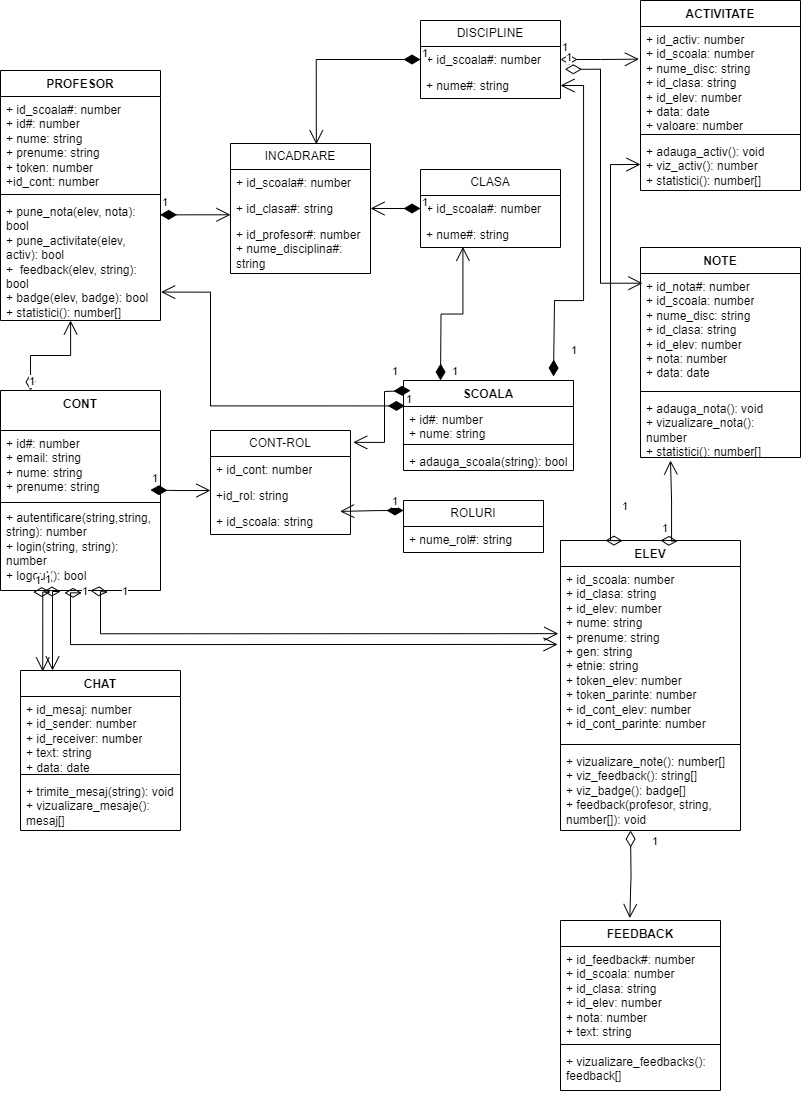 DISCIPLINE
+ id_scoala#: number
+ nume#: string
1
1
1
ACTIVITATE
+ id_activ: number
+ id_scoala: number
+ nume_disc: string
+ id_clasa: string
+ id_elev: number
+ data: date
+ valoare: number
+ adauga_activ(): void
+ viz_activ(): number
+ statistici(): number[]
PROFESOR
+ id_scoala#: number
+ id#: number
+ nume: string
+ prenume: string
+ token: number
+id_cont: number
+ pune_nota(elev, nota):
bool
+ pune_activitate(elev,
activ): bool
+  feedback(elev, string):
bool
+ badge(elev, badge): bool
+ statistici(): number[]
1
INCADRARE
+ id_scoala#: number
+ id_clasa#: string
+ id_profesor#: number
+ nume_disciplina#:
string
CLASA
1
+ id_scoala#: number
+ nume#: string
NOTE
+ id_nota#: number
+ id_scoala: number
+ nume_disc: string
+ id_clasa: string
+ id_elev: number
+ nota: number
+ data: date
+ adauga_nota(): void
+ vizualizare_nota():
number
+ statistici(): number[]
1
1
1
1
1
SCOALA
+ id#: number
+ nume: string
+ adauga_scoala(string): bool
CONT
+ id#: number
+ email: string
+ nume: string
+ prenume: string
+ autentificare(string,string,
string): number
+ login(string, string):
number
+ logout(): bool
1
1
1
1
1
CONT-ROL
+ id_cont: number
+id_rol: string
+ id_scoala: string
1
ROLURI
+ nume_rol#: string
1
1
ELEV
+ id_scoala: number
+ id_clasa: string
+ id_elev: number
+ nume: string
+ prenume: string
+ gen: string
+ etnie: string
+ token_elev: number
+ token_parinte: number
+ id_cont_elev: number
+ id_cont_parinte: number
+ vizualizare_note(): number[]
+ viz_feedback(): string[]
+ viz_badge(): badge[]
+ feedback(profesor, string,
number[]): void
1
CHAT
+ id_mesaj: number
+ id_sender: number
+ id_receiver: number
+ text: string
+ data: date
+ trimite_mesaj(string): void
+ vizualizare_mesaje():
mesaj[]
FEEDBACK
+ id_feedback#: number
+ id_scoala: number
+ id_clasa: string
+ id_elev: number
+ nota: number
+ text: string
+ vizualizare_feedbacks():
feedback[]